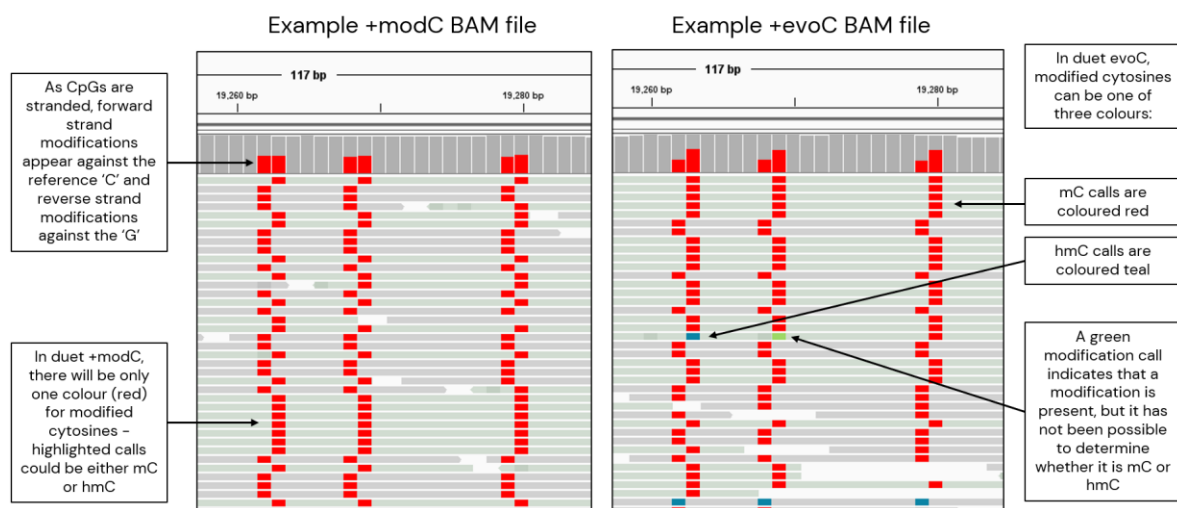 Example +modC BAM file
Example +evoC BAM file
As CpGs are
stranded, forward
strand
modifications
appear against the
reference ‘C’ and
reverse strand
modifications
against the ‘G’
117 bp
19,260 bp
19,280 bp
117 bp
19,260 bp
19,280 bp
In duet evoC,
modified cytosines
can be one of
three colours:
mC calls are
coloured red
hmC calls are
coloured teal
In duet +modC,
there will be only
one colour (red)
for modified
cytosines –
highlighted calls
could be either mC
or hmC
A green
modification call
indicates that a
modification is
present, but it has
not been possible
to determine
whether it is mC or
hmC